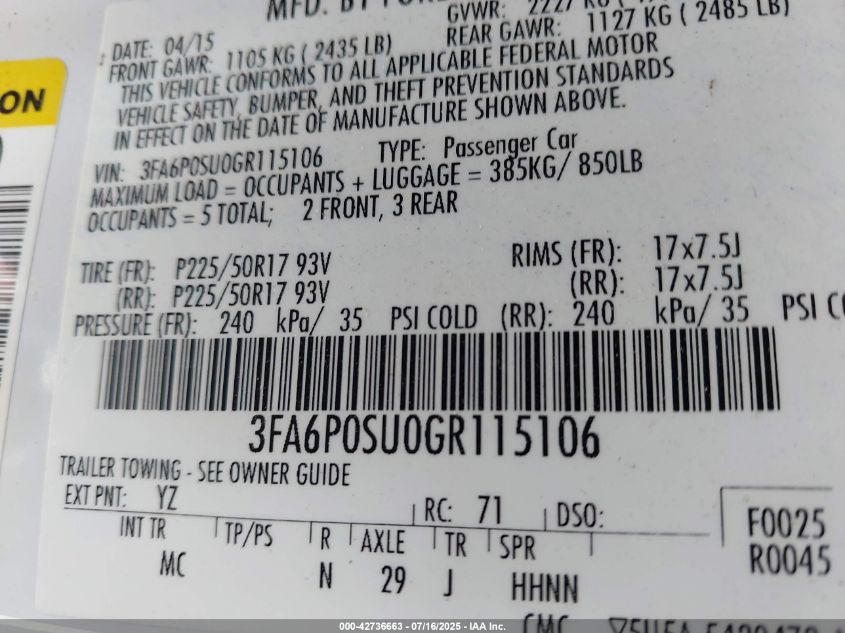 MFD. BY
GVWR: 2227 KG
DATE: 04/15
FRONT GAWR: 1105 KG ( 2435 LB)
REAR GAWR: 1127 KG ( 2485 LB)
THIS VEHICLE CONFORMS TO ALL APPLICABLE FEDERAL MOTOR
VEHICLE SAFETY, BUMPER, AND THEFT PREVENTION STANDARDS
IN EFFECT ON THE DATE OF MANUFACTURE SHOWN ABOVE.
VIN: 3FA6P0SU0GR115106 TYPE: Passenger Car
MAXIMUM LOAD = OCCUPANTS + LUGGAGE = 385KG/ 850LB
OCCUPANTS = 5 TOTAL; 2 FRONT, 3 REAR
TIRE (FR): P225/50R17 93V RIMS (FR): 17x7.5J
(RR): P225/50R17 93V (RR): 17x7.5J
PRESSURE (FR): 240 kPa/ 35 PSI COLD (RR): 240 kPa/ 35 PSI
3FA6P0SU0GR115106
TRAILER TOWING - SEE OWNER GUIDE
EXT PNT: YZ RC: 71 DSO:
INT TR TP/PS R AXLE TR SPR
MC N 29 J HHNN
F0025
R0045
ON
000-42736663 - 07/16/2025 - IAA Inc.